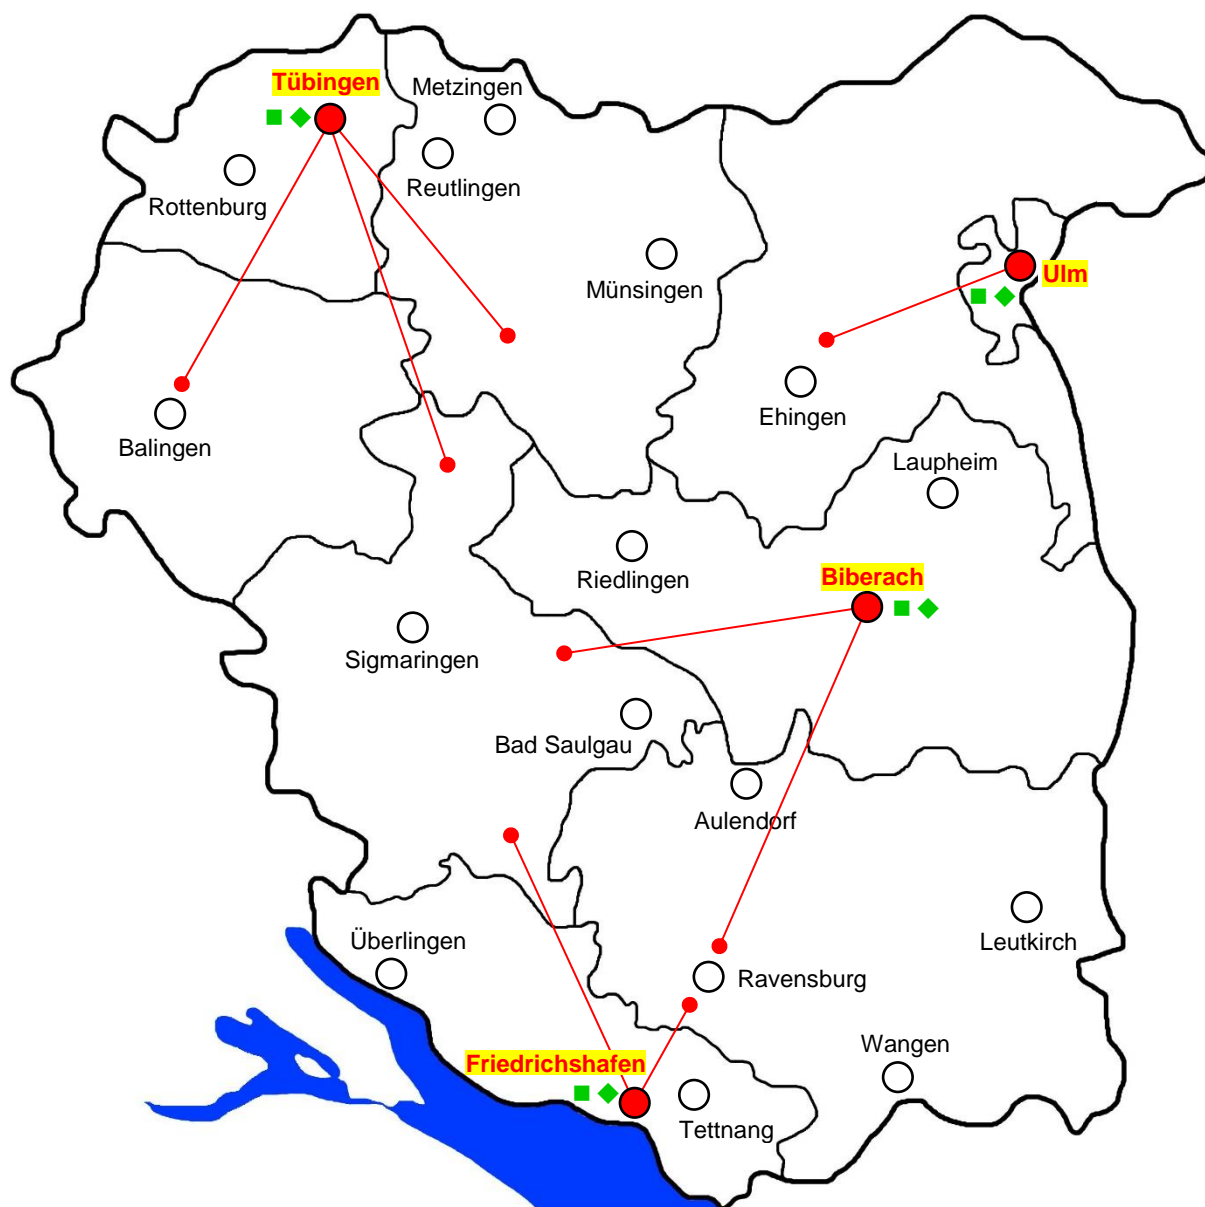 Tübingen
Metzingen
Reutlingen
Rottenburg
Münsingen
Ulm
Ehingen
Balingen
Laupheim
Riedlingen
Biberach
Sigmaringen
Bad Saulgau
Aulendorf
Überlingen
Leutkirch
Ravensburg
Wangen
Friedrichshafen
Tettnang